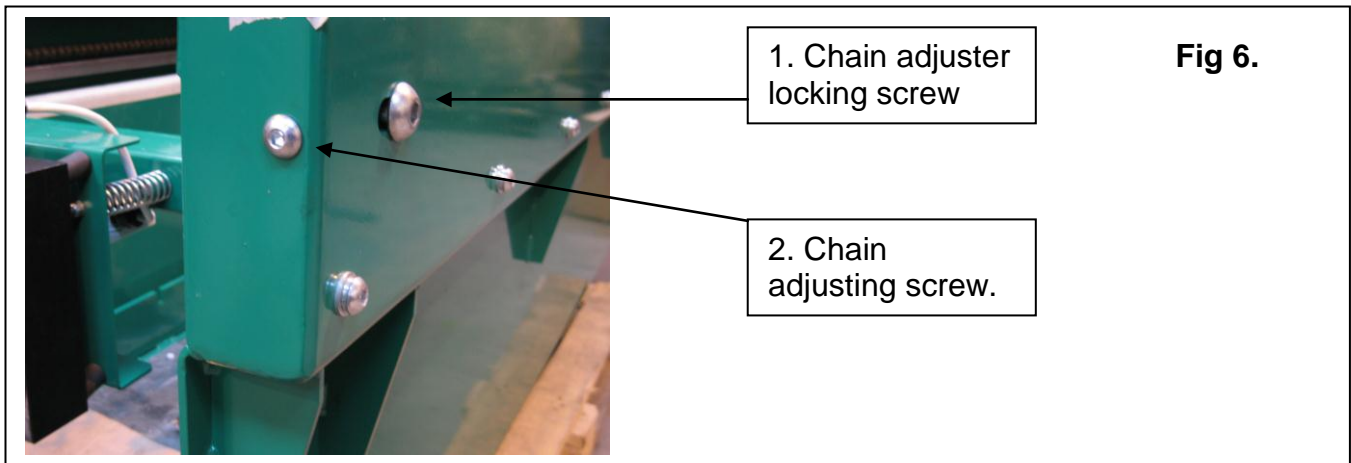 1. Chain adjuster
locking screw
Fig 6.
2. Chain
adjusting screw.